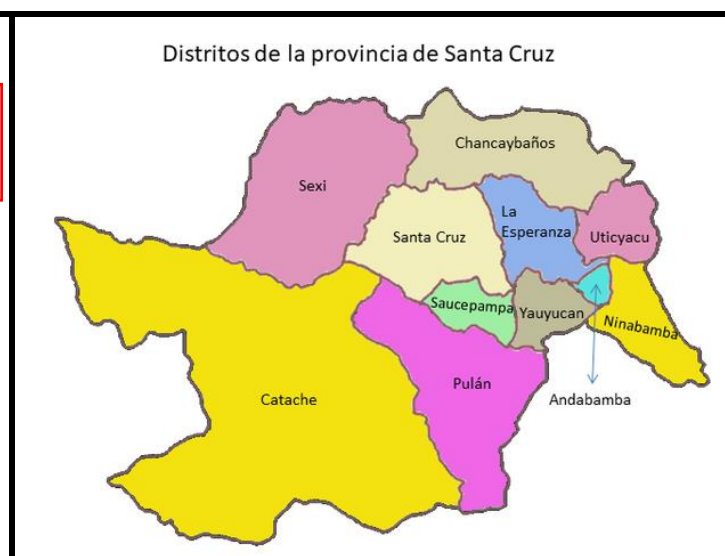 Distritos de la provincia de Santa Cruz
Chancaybaños
Sexi
La
Esperanza
Santa Cruz
Uticyacu
Saucepampa
Yauyucan
Ninabamba
Pulán
Catache
Andabamba